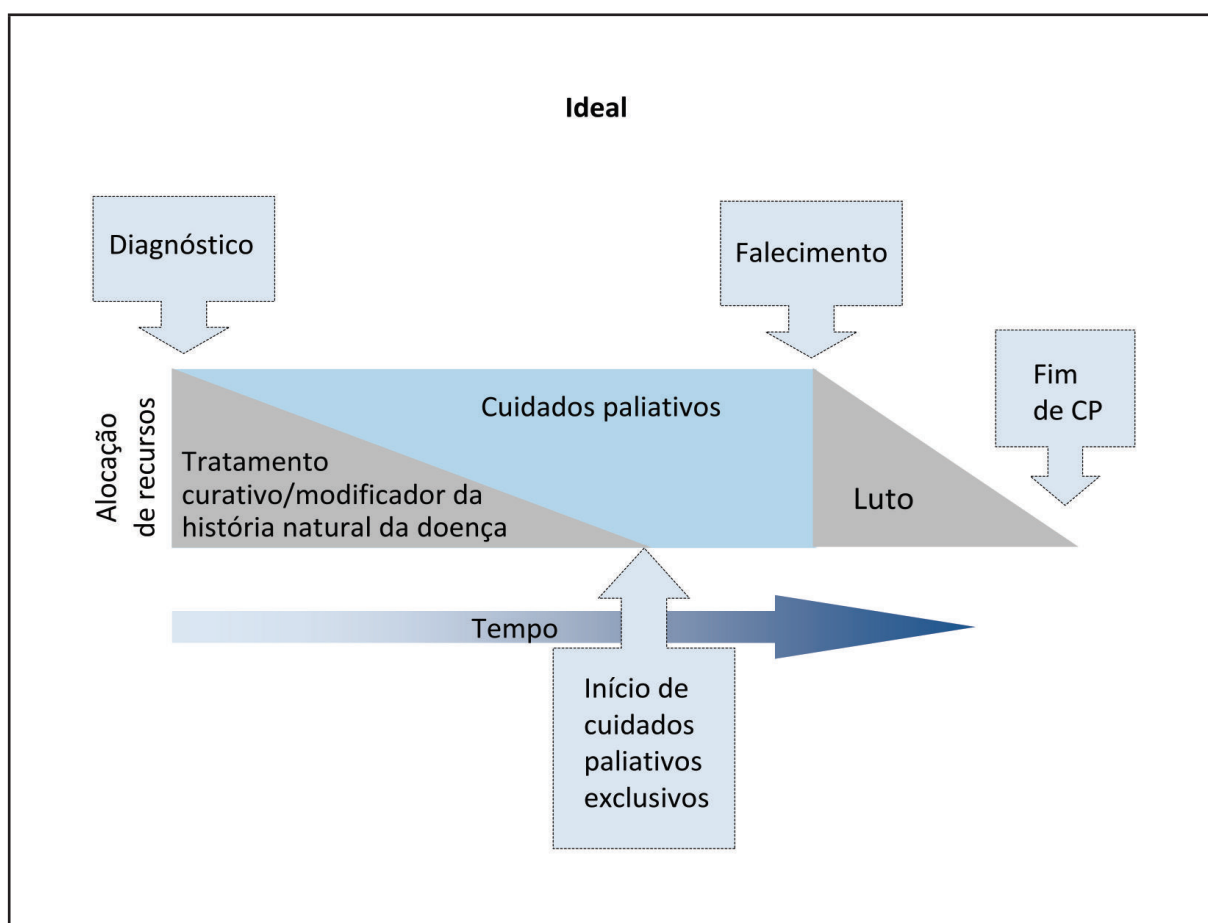 Ideal
Diagnóstico
Falecimento
Fim
de CP
Alocação
de recursos
Cuidados paliativos
Tratamento
curativo/modificador da
história natural da doença
Luto
Tempo
Início de
cuidados
paliativos
exclusivos